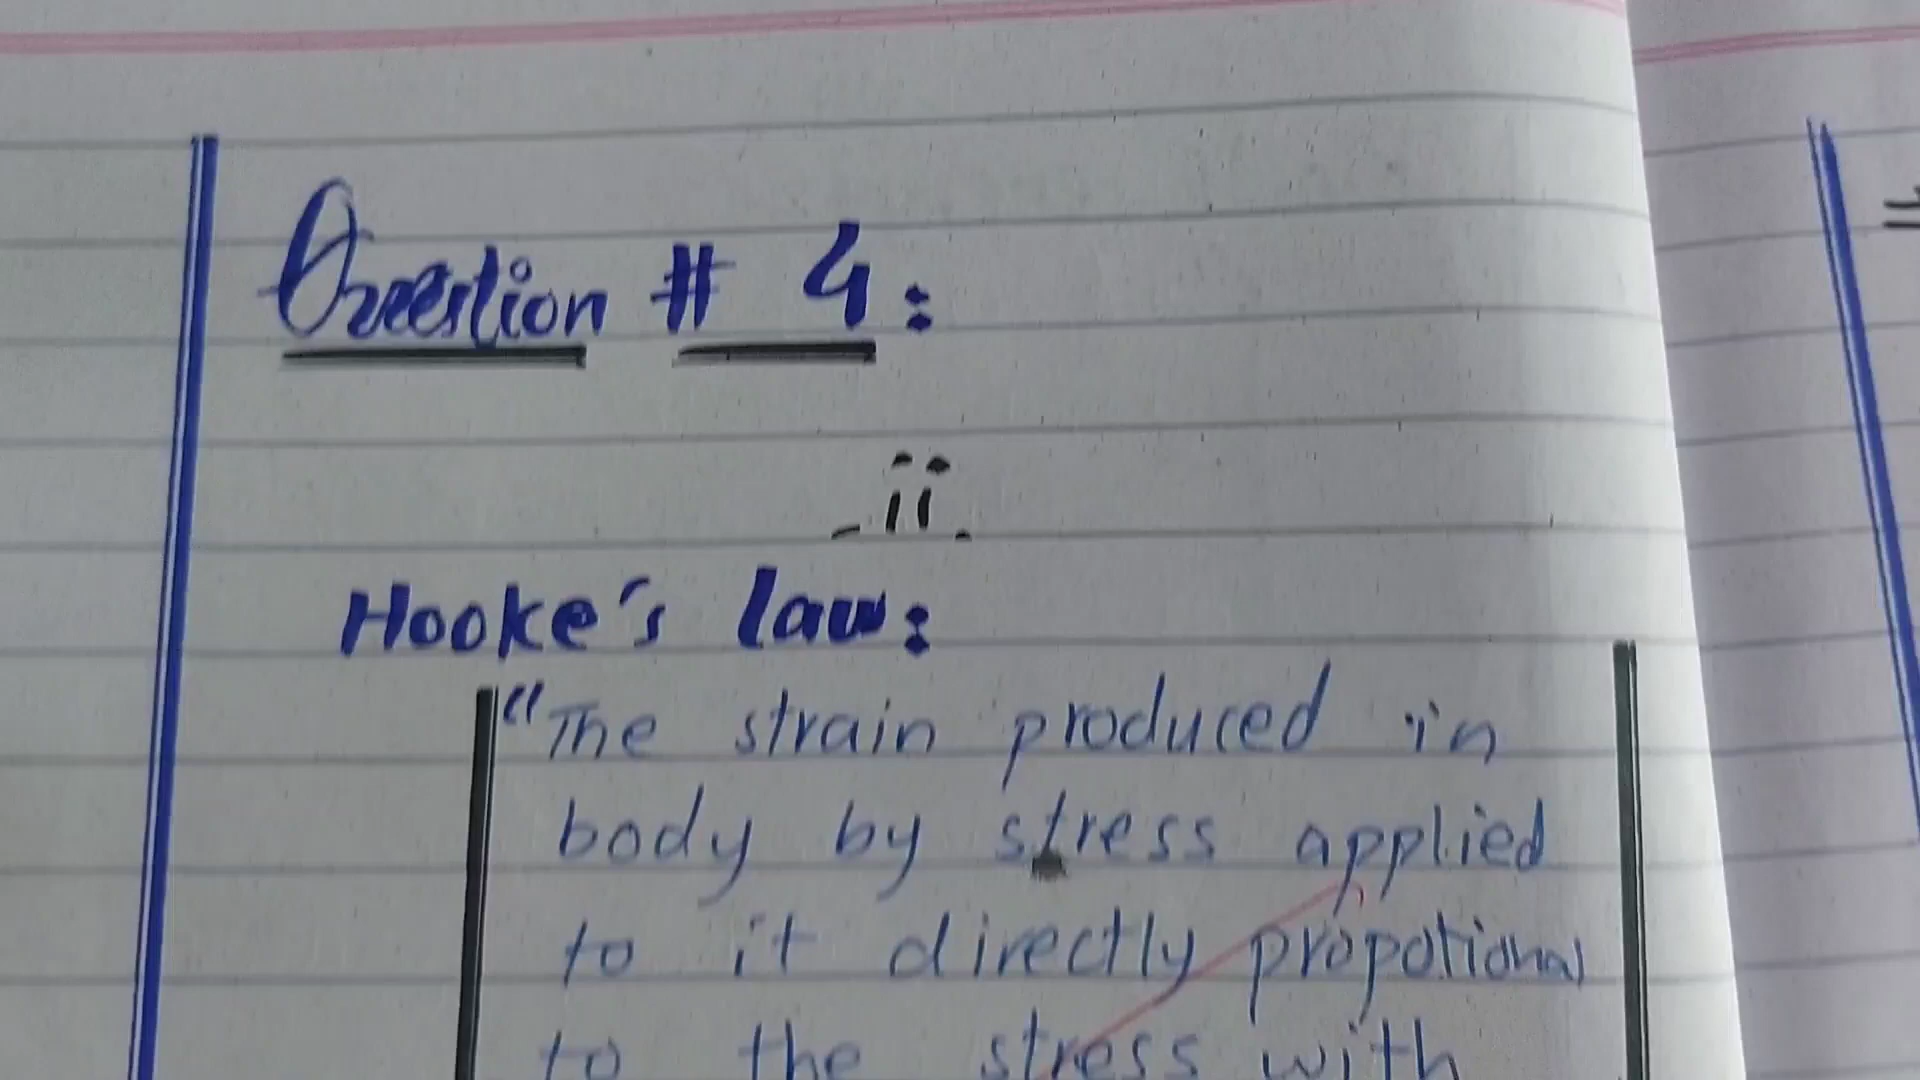 Question # 4:
-ii.
Hooke's law:
"The strain produced in
body by stress applied
to it directly propotional
to the stress with